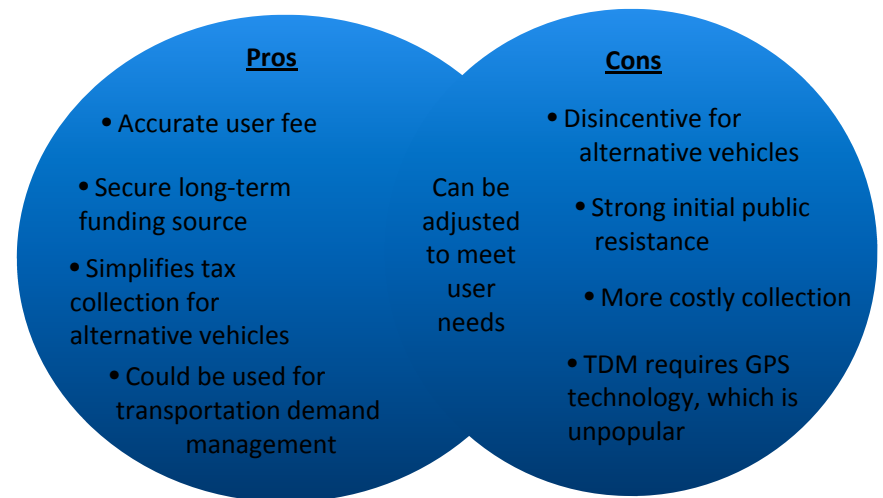 Pros
• Accurate user fee
• Secure long-term
funding source
• Simplifies tax
collection for
alternative vehicles
• Could be used for
transportation demand
management
Can be
adjusted
to meet
user
needs
Cons
• Disincentive for
alternative vehicles
• Strong initial public
resistance
• More costly collection
• TDM requires GPS
technology, which is
unpopular